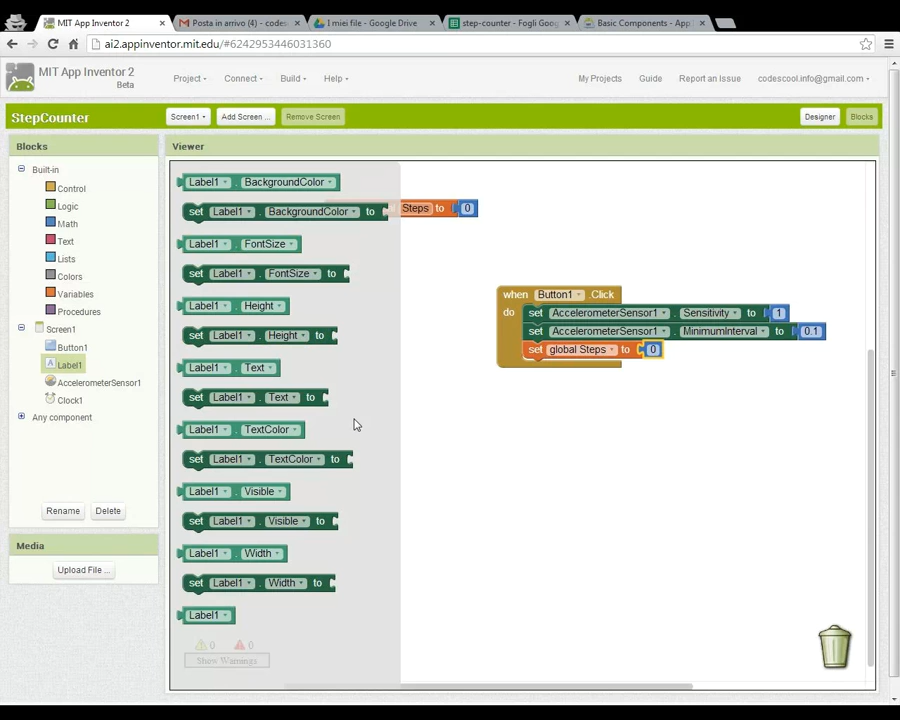 MIT App Inventor 2
Posta in arrivo (4) - codes
I miei file - Google Drive
step-counter - Fogli Goog
Basic Components - App I
ai2.appinventor.mit.edu/#6242953446031360
MIT App Inventor 2
Beta
Project
Connect
Build
Help
My Projects
Guide
Report an Issue
codescool.info@gmail.com
StepCounter
Screen1
Add Screen ...
Remove Screen
Designer
Blocks
Blocks
Viewer
Built-in
Control
Logic
Math
Text
Lists
Colors
Variables
Procedures
Screen1
Button1
Label1
AccelerometerSensor1
Clock1
Any component
Rename
Delete
Media
Upload File ...
Label1 . BackgroundColor
set Label1 . BackgroundColor to
Label1 . FontSize
set Label1 . FontSize to
Label1 . Height
set Label1 . Height to
Label1 . Text
set Label1 . Text to
Label1 . TextColor
set Label1 . TextColor to
Label1 . Visible
set Label1 . Visible to
Label1 . Width
set Label1 . Width to
Label1
0 0
Show Warnings
Steps to 0
when Button1 .Click
do set AccelerometerSensor1 . Sensitivity to 1
set AccelerometerSensor1 . MinimumInterval to 0.1
set global Steps to 0